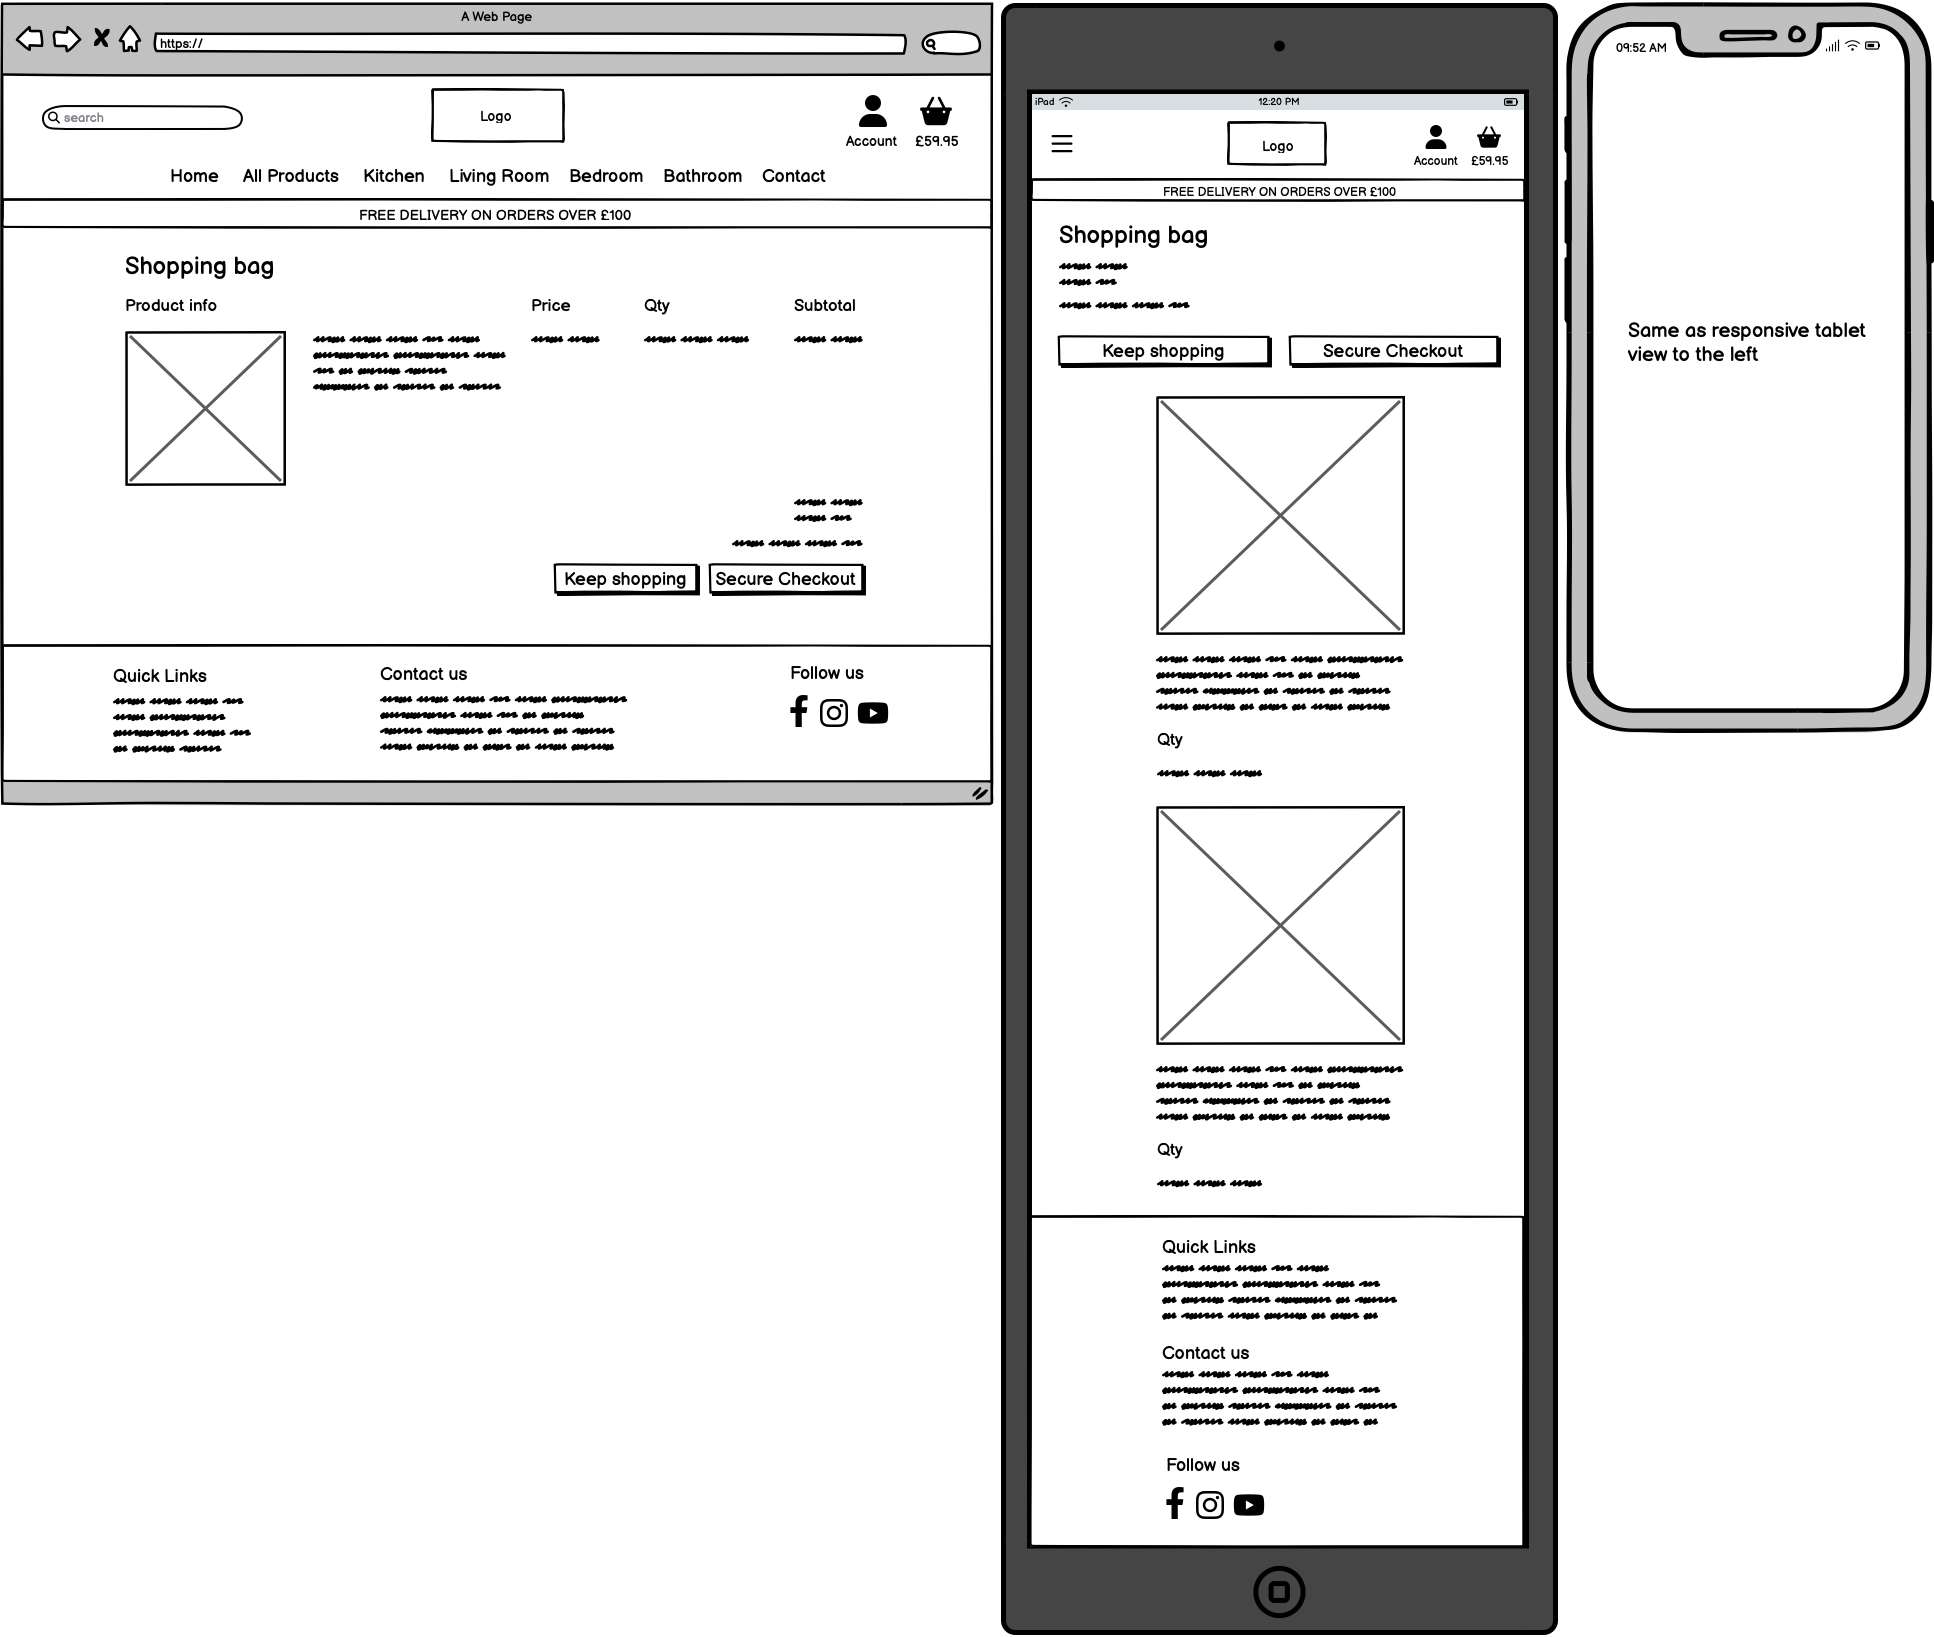 A Web Page
https://
search
Logo
Account
£59.95
Home All Products Kitchen Living Room Bedroom Bathroom Contact
FREE DELIVERY ON ORDERS OVER £100
Shopping bag
Product info Price Qty Subtotal
Keep shopping Secure Checkout
Quick Links
Contact us
Follow us
iPad 12:20 PM
Logo
Account
£59.95
FREE DELIVERY ON ORDERS OVER £100
Shopping bag
Keep shopping Secure Checkout
Qty
Qty
Quick Links
Contact us
Follow us
09:52 AM
Same as responsive tablet
view to the left